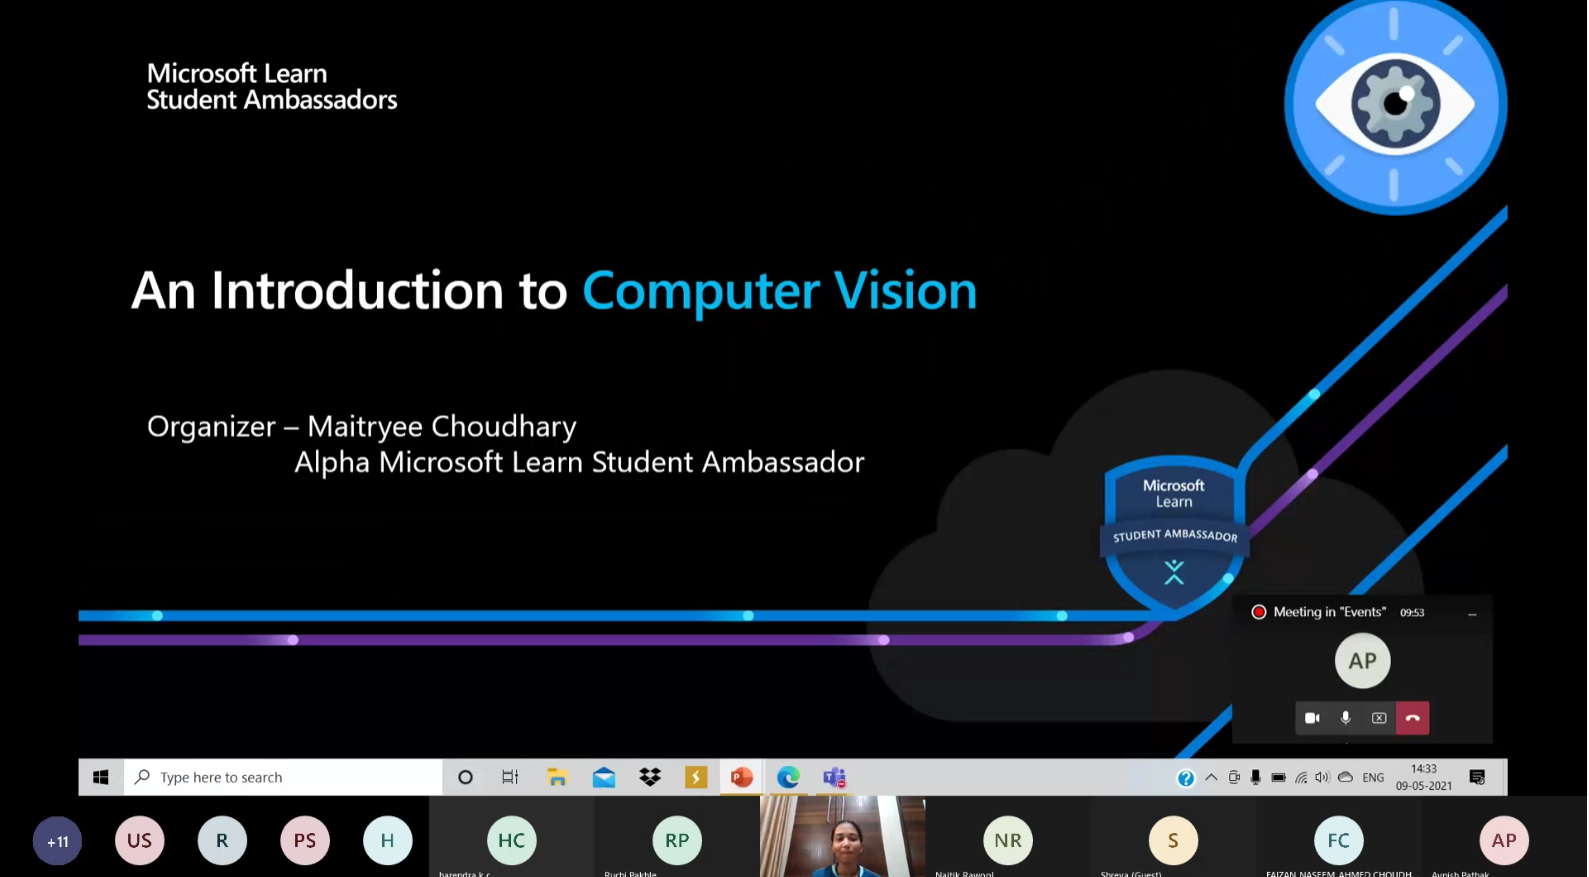 Microsoft Learn
Student Ambassadors
An Introduction to Computer Vision
Organizer – Maitryee Choudhary
Alpha Microsoft Learn Student Ambassador
Microsoft
Learn
STUDENT AMBASSADOR
Meeting in "Events" 09:53
AP
Type here to search
ENG
14:33
09-05-2021
+11 US R PS H HC RP NR S FC AP
harendra k c Ruchi Pakhle Naitik Rawool Shreya (Guest) FAIZAN NASEEM AHMED CHOUDH Avnish Pathak